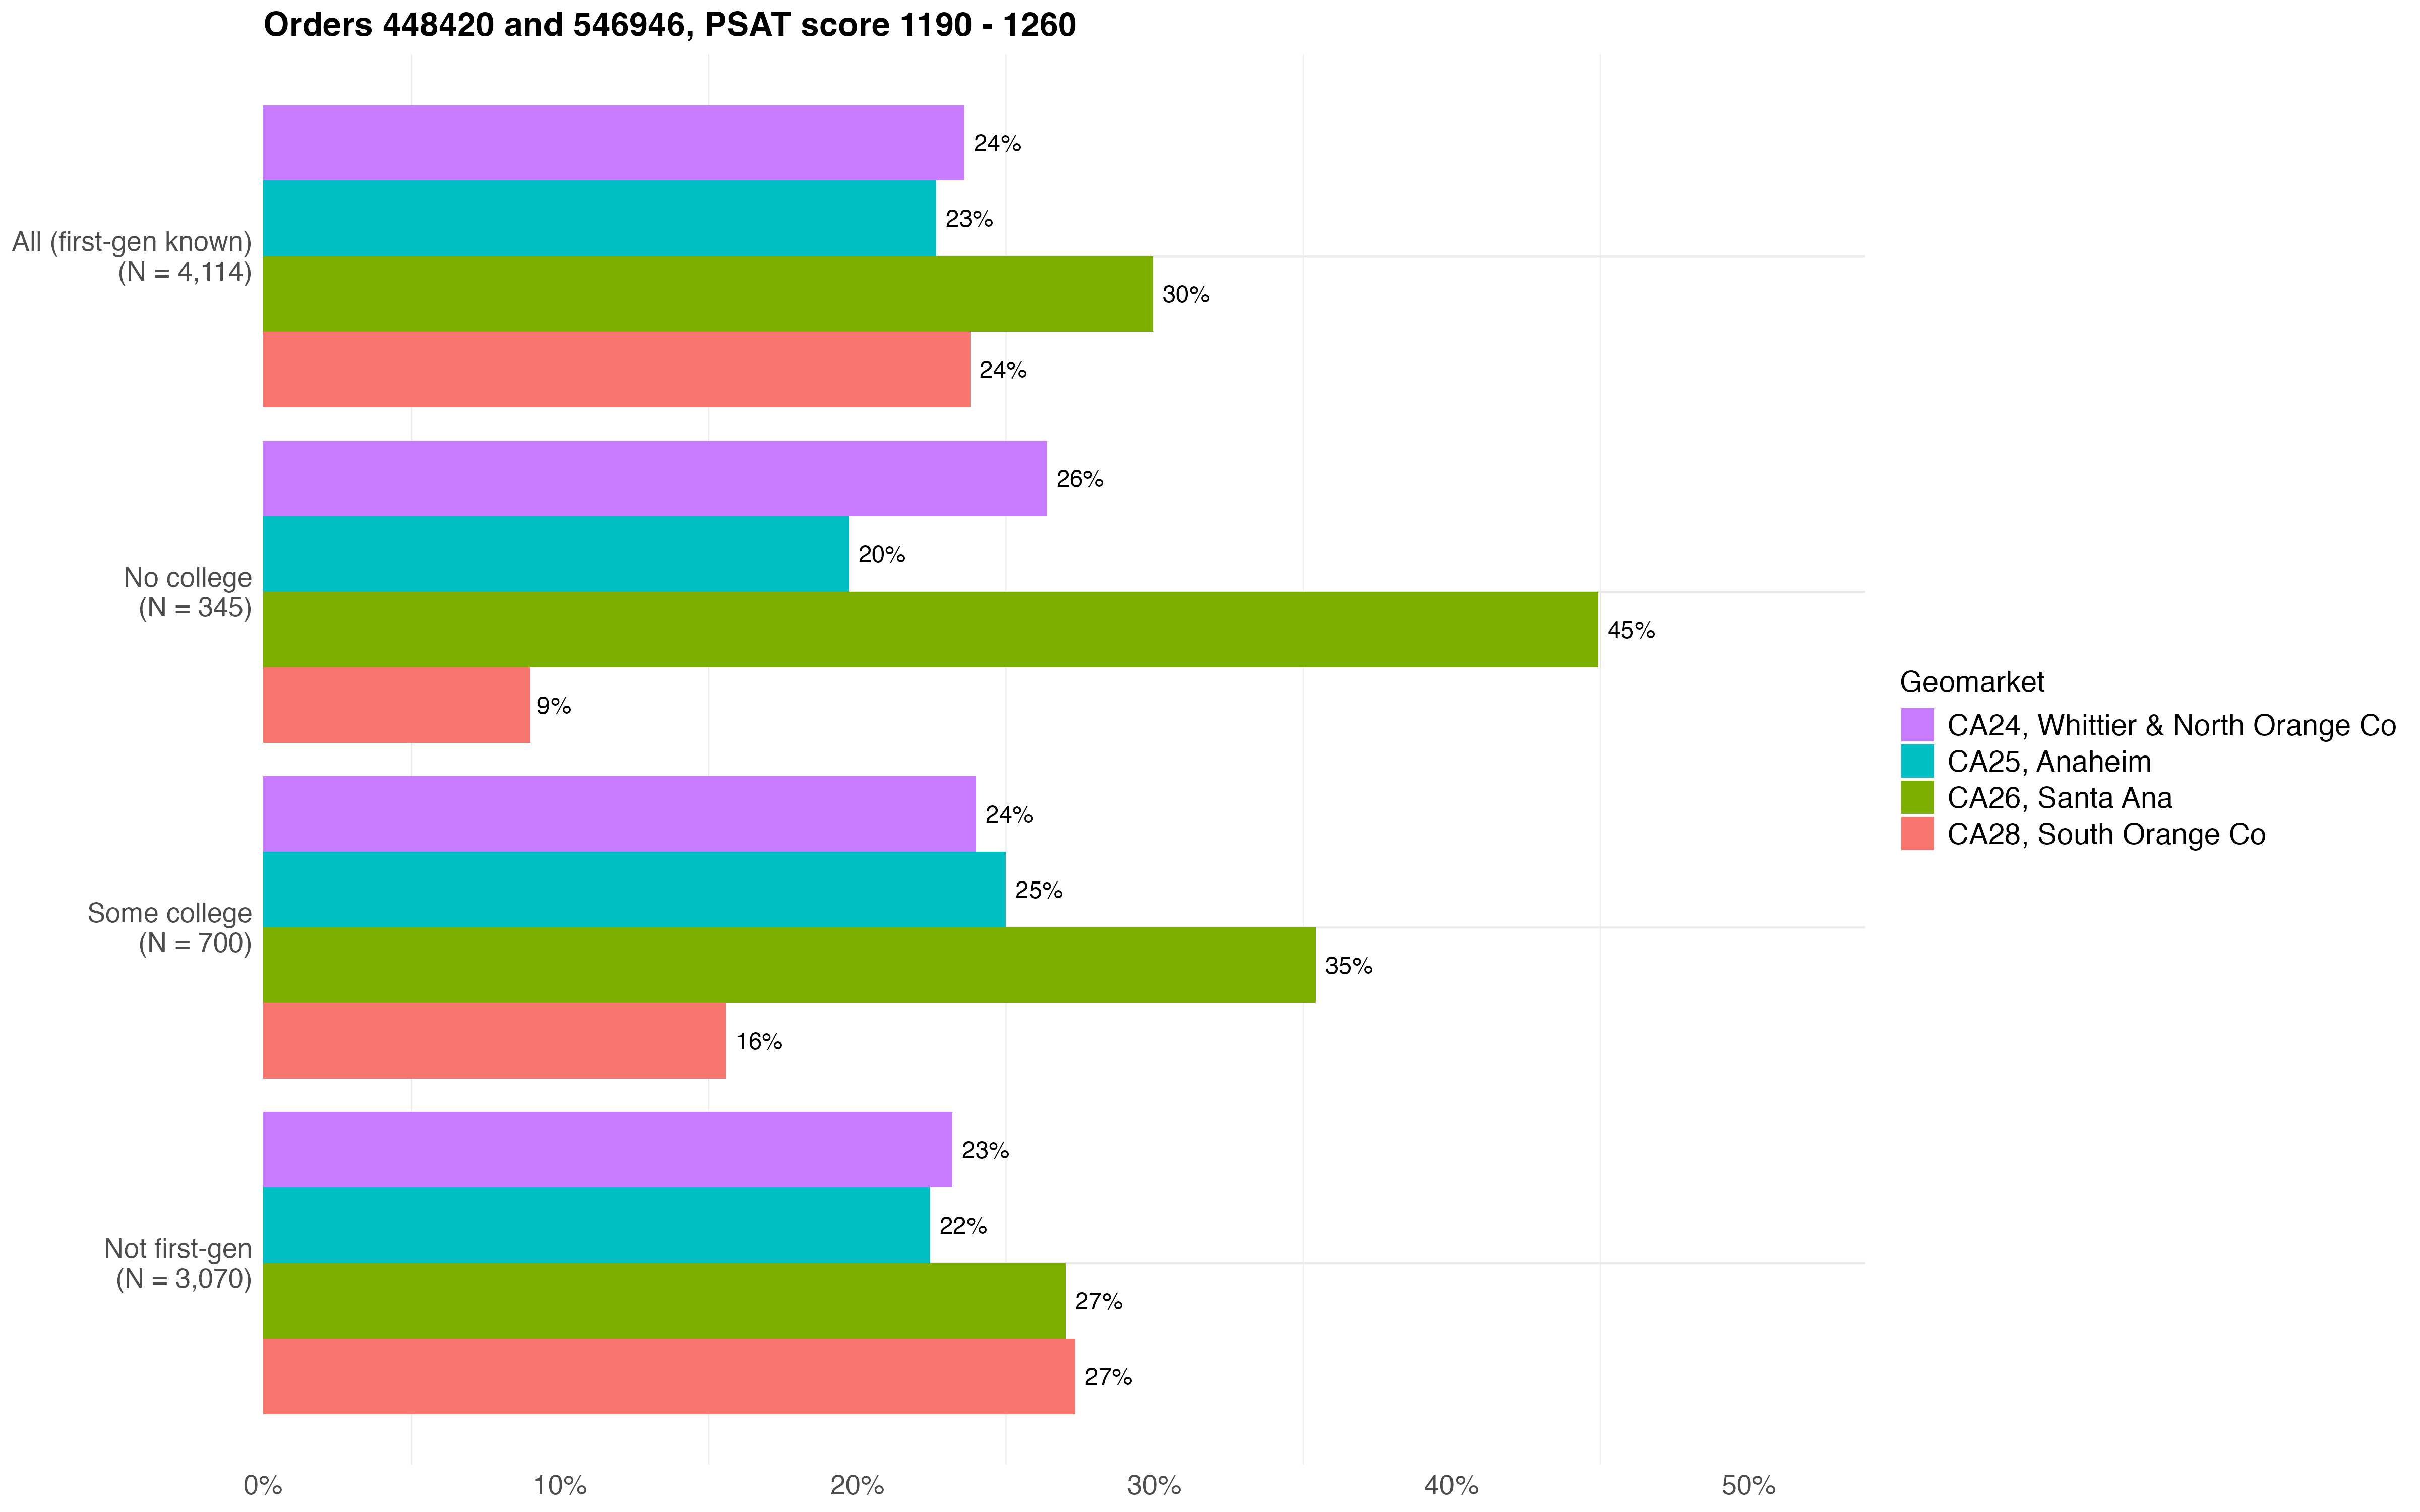 Orders 448420 and 546946, PSAT score 1190 - 1260
All (first-gen known)
(N = 4,114)
24%
23%
30%
24%
No college
(N = 345)
26%
20%
45%
9%
Some college
(N = 700)
24%
25%
35%
16%
Not first-gen
(N = 3,070)
23%
22%
27%
27%
0% 10% 20% 30% 40% 50%
Geomarket
CA24, Whittier & North Orange Co
CA25, Anaheim
CA26, Santa Ana
CA28, South Orange Co